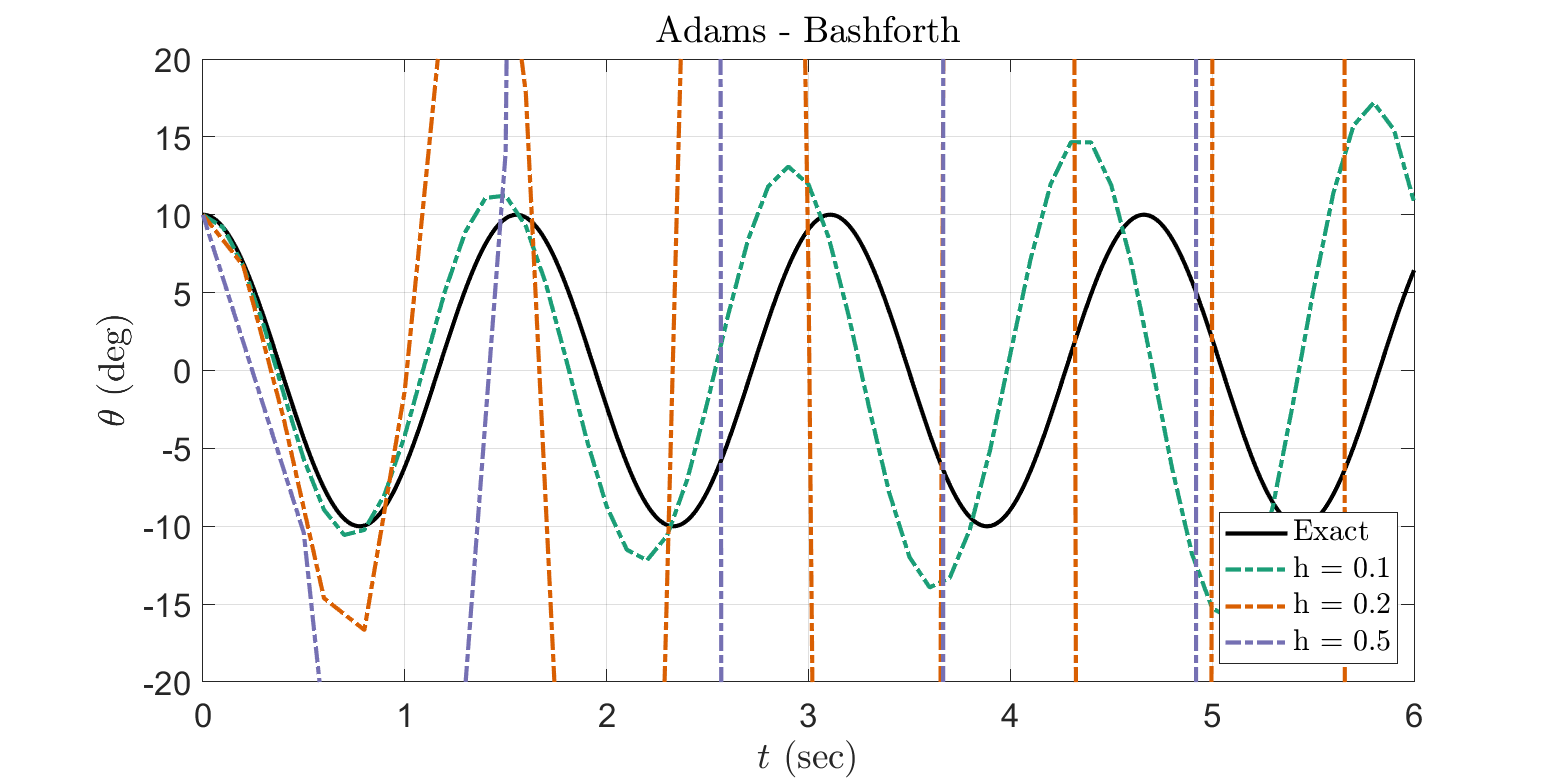 Adams - Bashforth
20
15
10
5
0
-5
-10
-15
-20
θ (deg)
0 1 2 3 4 5 6
t (sec)
Exact
h = 0.1
h = 0.2
h = 0.5